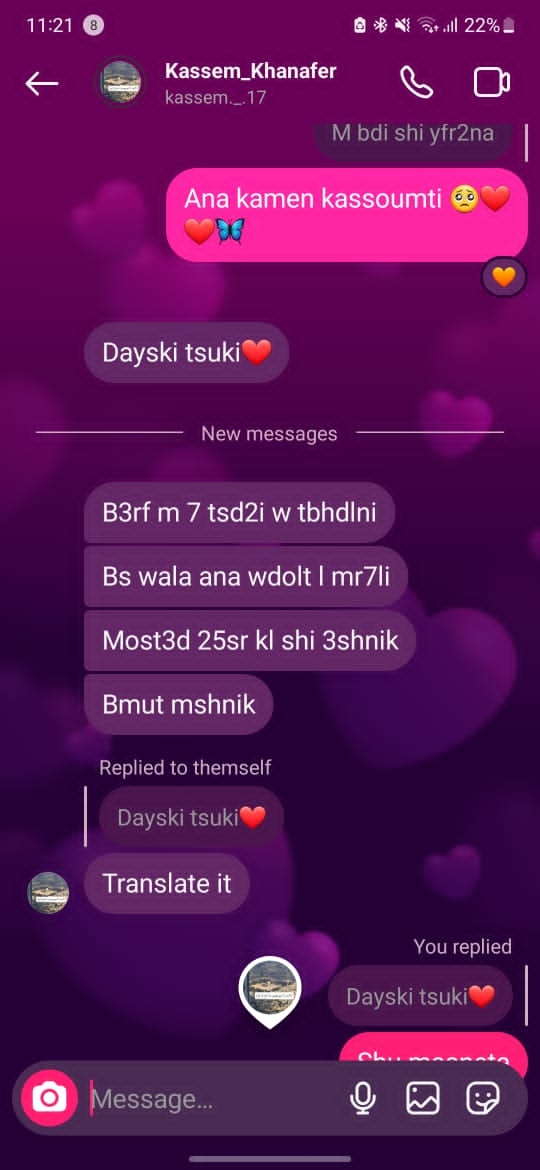 11:21 8 22%
Kassem_Khanafer
kassem._.17
M bdi shi yfr2na
Ana kamen kassoumti 🥺❤️
❤️🦋
🧡
Dayski tsuki❤️
New messages
B3rf m 7 tsd2i w tbhdlni
Bs wala ana wdolt l mr7li
Most3d 25sr kl shi 3shnik
Bmut mshnik
Replied to themself
Dayski tsuki❤️
Translate it
You replied
Dayski tsuki❤️
Message...